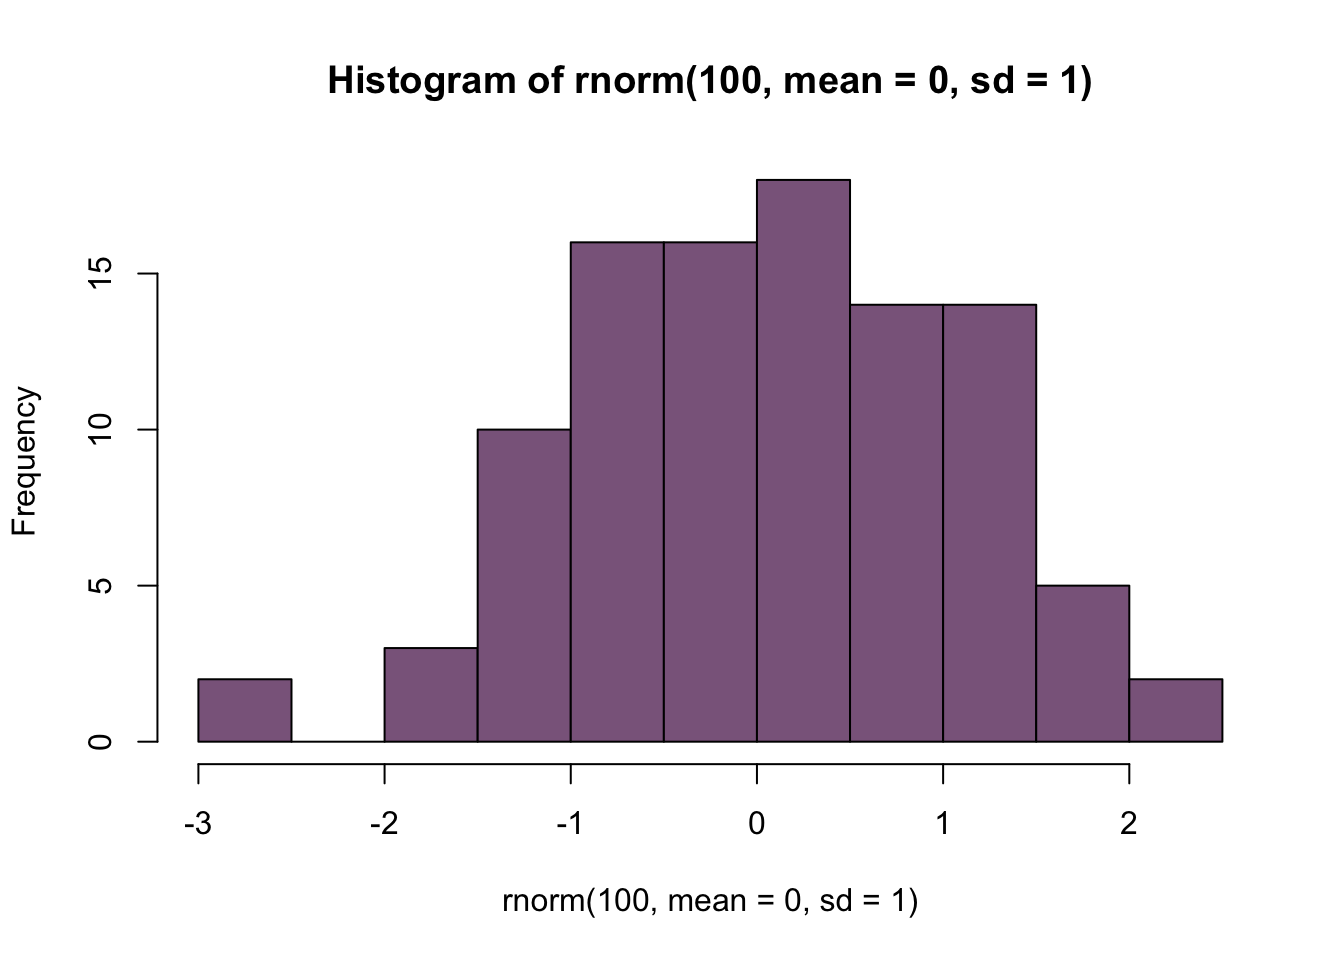 Histogram of rnorm(100, mean = 0, sd = 1)
Frequency
15
10
5
0
-3 -2 -1 0 1 2
rnorm(100, mean = 0, sd = 1)